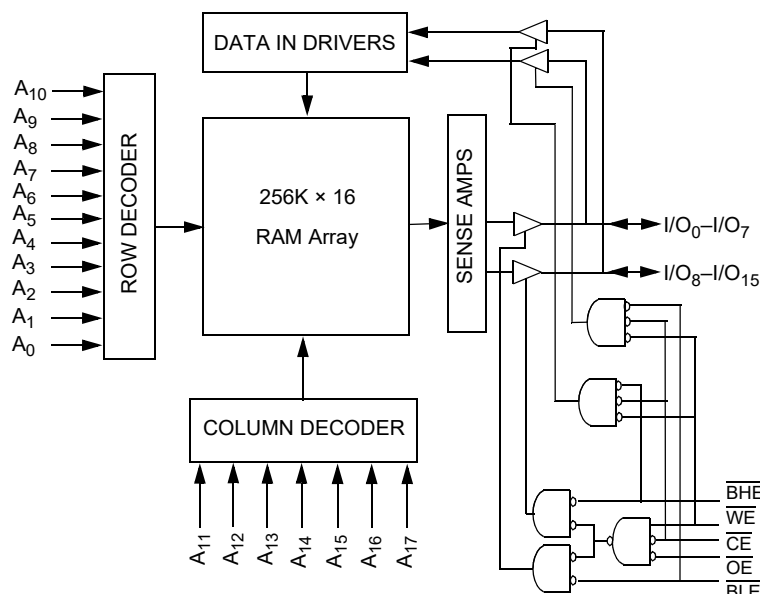 DATA IN DRIVERS
A10
A9
A8
A7
A6
A5
A4
A3
A2
A1
A0
ROW DECODER
256K × 16
RAM Array
SENSE AMPS
I/O0–I/O7
I/O8–I/O15
COLUMN DECODER
A11
A12
A13
A14
A15
A16
A17
BHE
WE
CE
OE
BLE